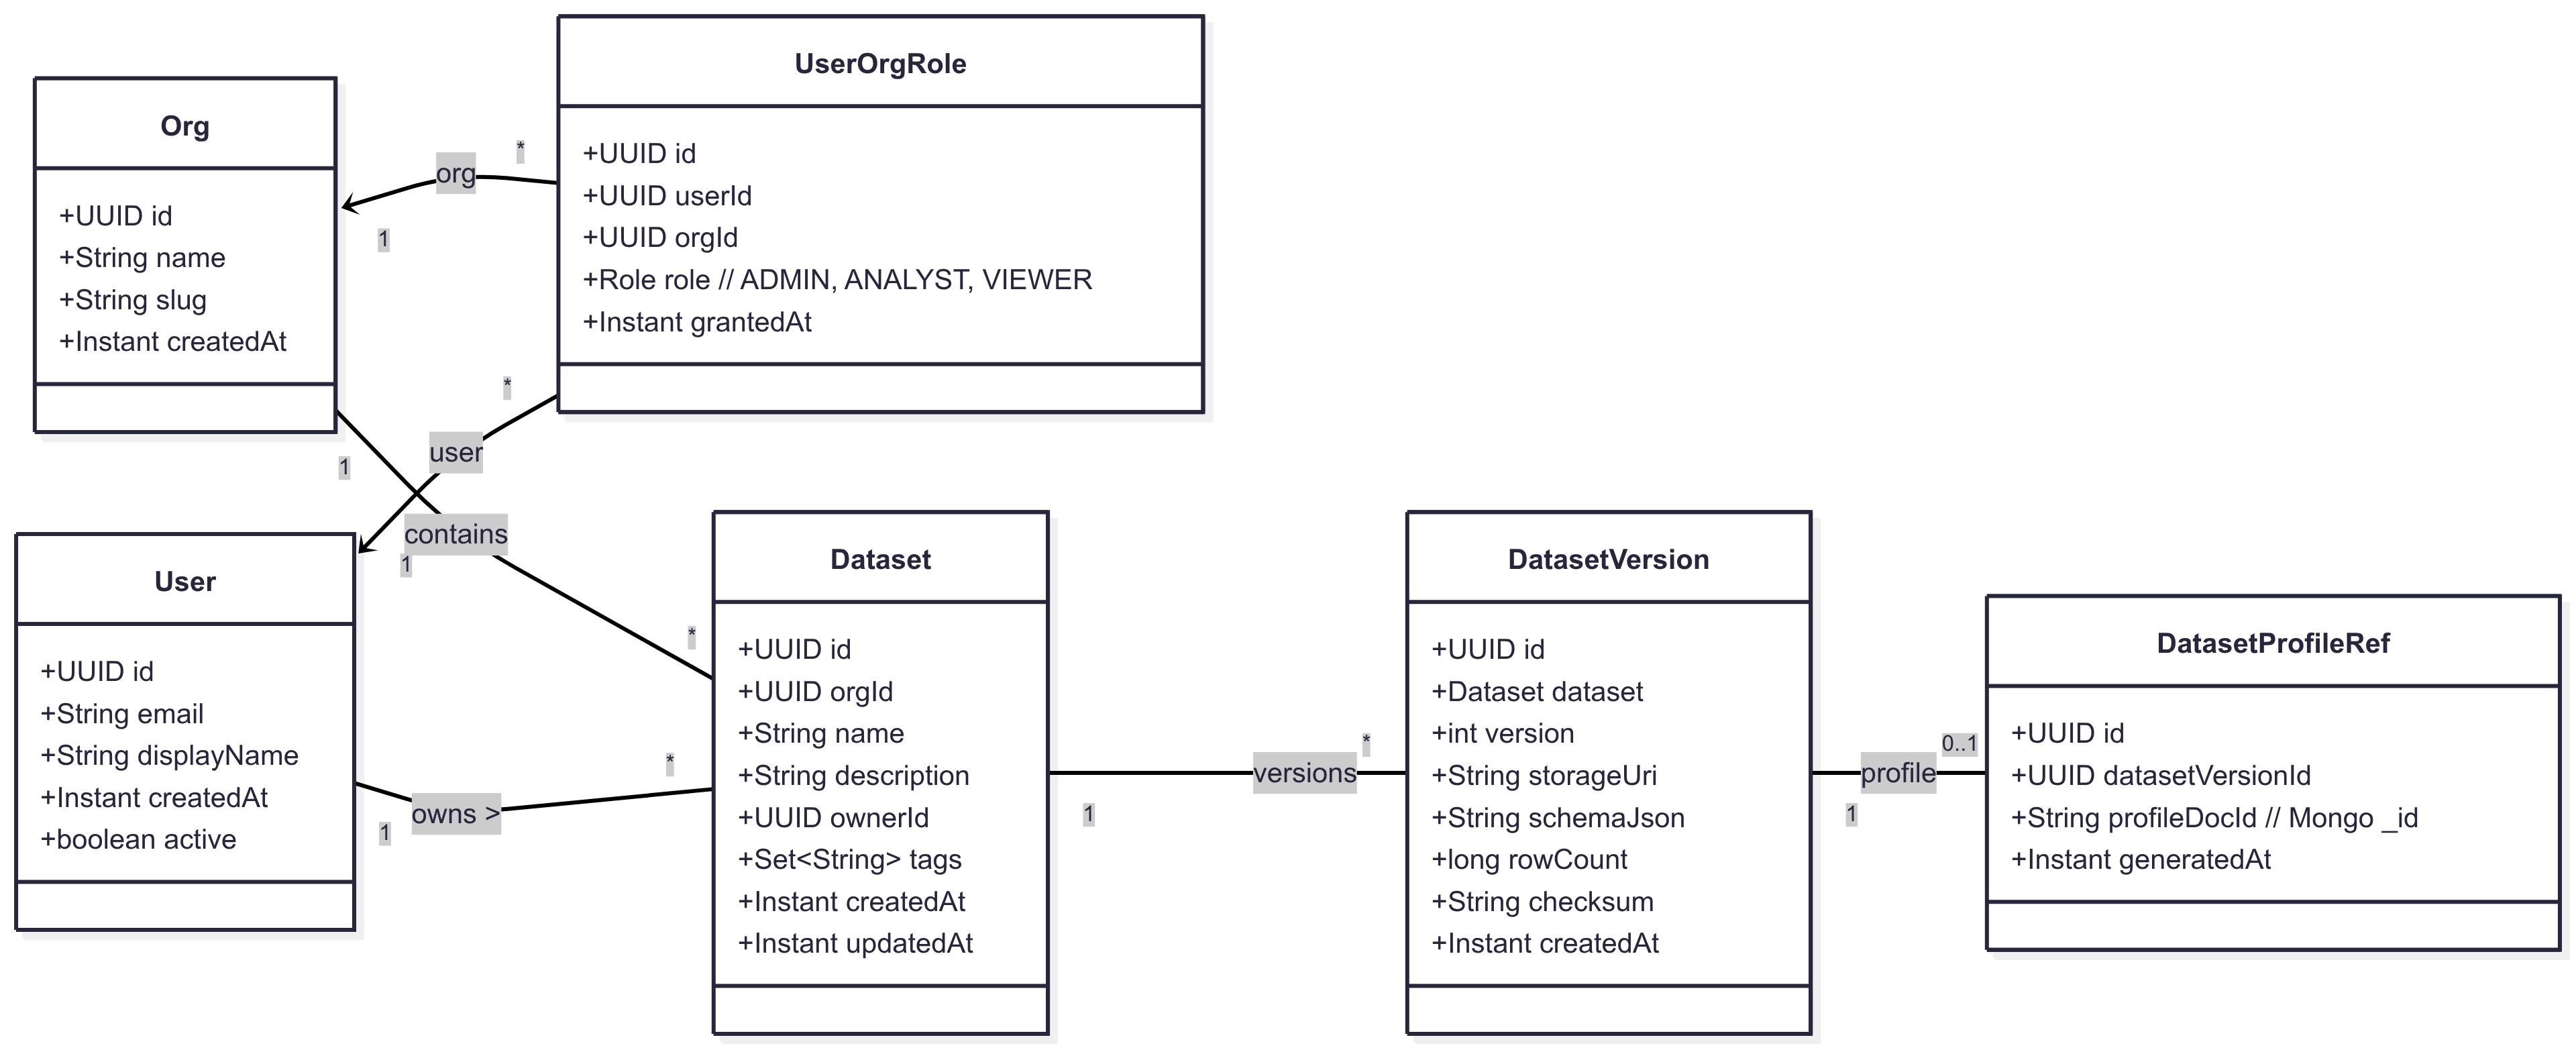 Org
+UUID id
+String name
+String slug
+Instant createdAt
UserOrgRole
+UUID id
+UUID userId
+UUID orgId
+Role role // ADMIN, ANALYST, VIEWER
+Instant grantedAt
*
org
1
*
user
1
1
contains
*
User
+UUID id
+String email
+String displayName
+Instant createdAt
+boolean active
1
owns >
*
Dataset
+UUID id
+UUID orgId
+String name
+String description
+UUID ownerId
+Set<String> tags
+Instant createdAt
+Instant updatedAt
1
versions
*
DatasetVersion
+UUID id
+Dataset dataset
+int version
+String storageUri
+String schemaJson
+long rowCount
+String checksum
+Instant createdAt
1
profile
0..1
DatasetProfileRef
+UUID id
+UUID datasetVersionId
+String profileDocId // Mongo _id
+Instant generatedAt